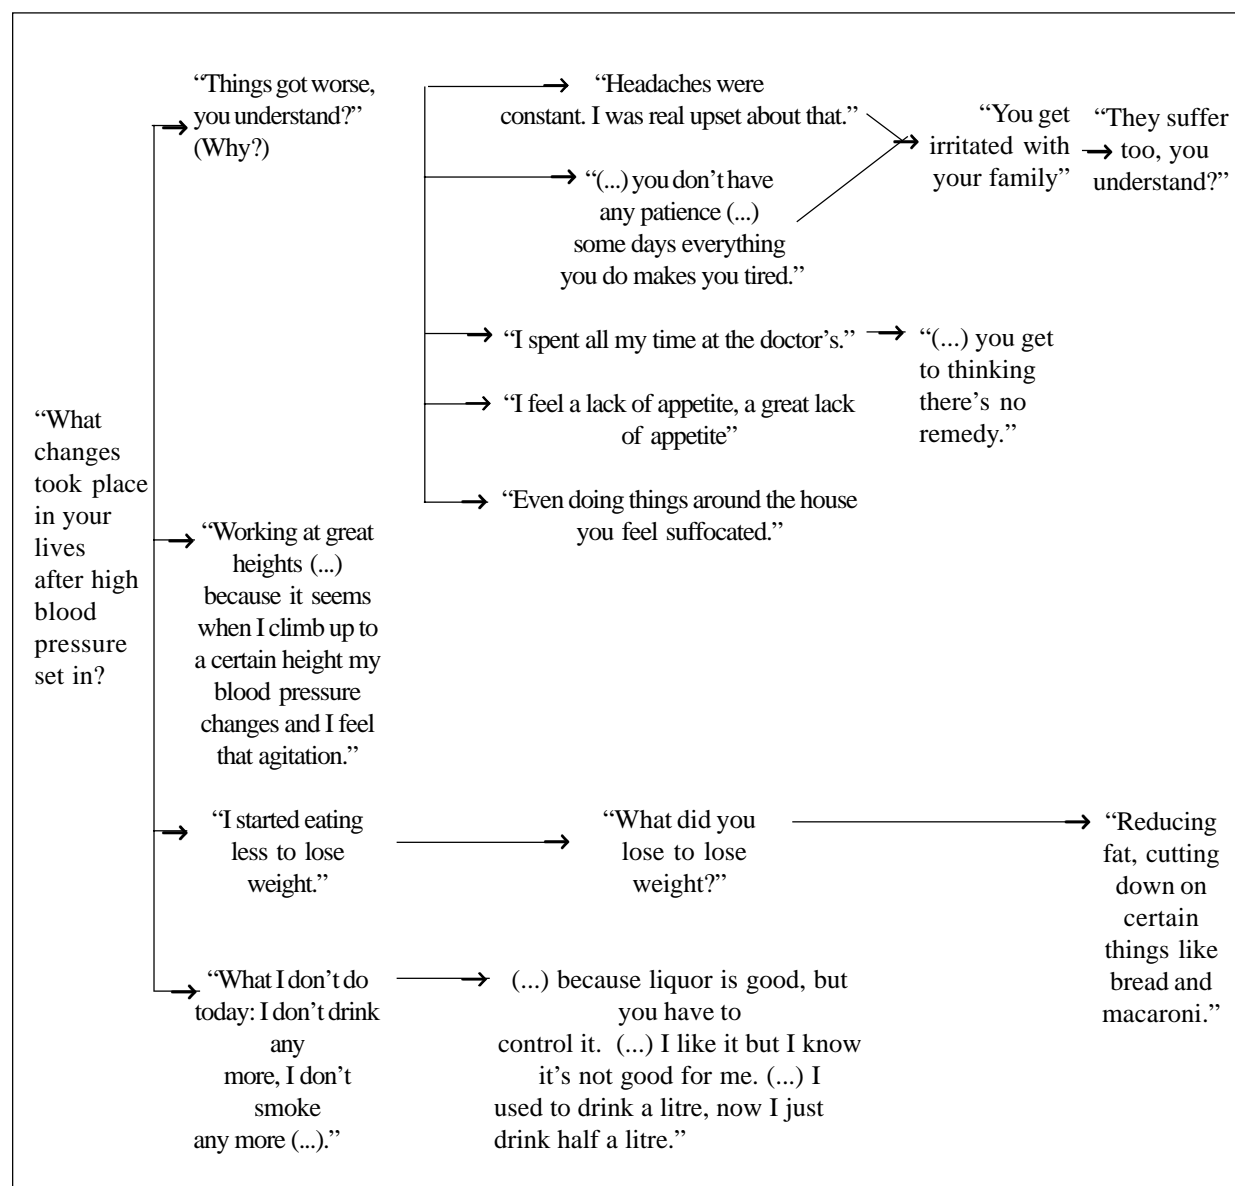 “Things got worse,
you understand?”
(Why?)
“Headaches were
constant. I was real upset about that.”
“(...) you don't have
any patience (...)
some days everything
you do makes you tired.”
“You get
irritated with
your family”
“They suffer
too, you
understand?”
“I spent all my time at the doctor's.”
“(...) you get
to thinking
there's no
remedy.”
“I feel a lack of appetite, a great lack
of appetite”
“Even doing things around the house
you feel suffocated.”
“What
changes
took place
in your
lives
after high
blood
pressure
set in?
“Working at great
heights (...)
because it seems
when I climb up to
a certain height my
blood pressure
changes and I feel
that agitation.”
“I started eating
less to lose
weight.”
“What did you
lose to lose
weight?”
“Reducing
fat, cutting
down on
certain
things like
bread and
macaroni.”
“What I don't do
today: I don't drink
any
more, I don't
smoke
any more (...).”
(...) because liquor is good, but
you have to
control it. (...) I like it but I know
it's not good for me. (...) I
used to drink a litre, now I just
drink half a litre.”